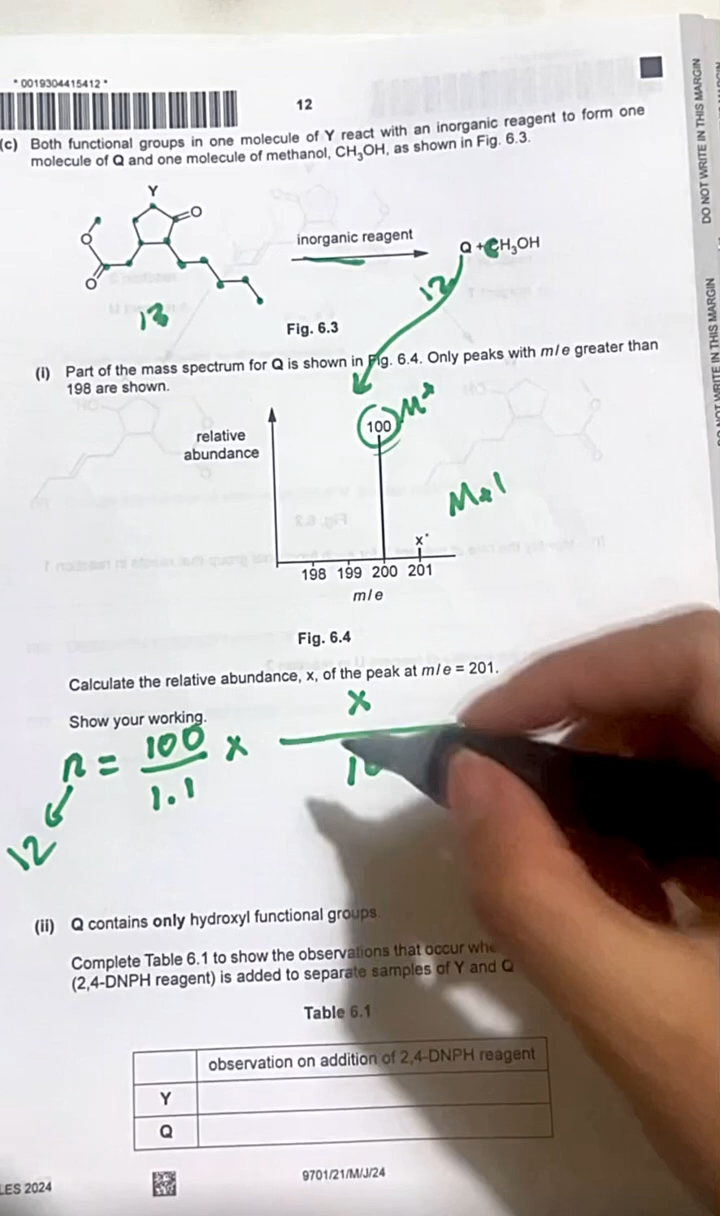 * 0019304415412 *
12
(c) Both functional groups in one molecule of Y react with an inorganic reagent to form one
molecule of Q and one molecule of methanol, CH₃OH, as shown in Fig. 6.3.
Y
O
O
O
inorganic reagent
Q + CH₃OH
12
13
Fig. 6.3
(i) Part of the mass spectrum for Q is shown in Fig. 6.4. Only peaks with m/e greater than
198 are shown.
relative
abundance
100
M⁺
M+1
x
198 199 200 201
m/e
Fig. 6.4
Calculate the relative abundance, x, of the peak at m/e = 201.
Show your working.
n = 100/1.1 × x
12
(ii) Q contains only hydroxyl functional groups
Complete Table 6.1 to show the observations that occur
(2,4-DNPH reagent) is added to separate samples of Y and Q
Table 6.1
observation on addition of 2,4-DNPH reagent
Y
Q
LES 2024
9701/21/M/J/24
DO NOT WRITE IN THIS MARGIN
DO NOT WRITE IN THIS MARGIN